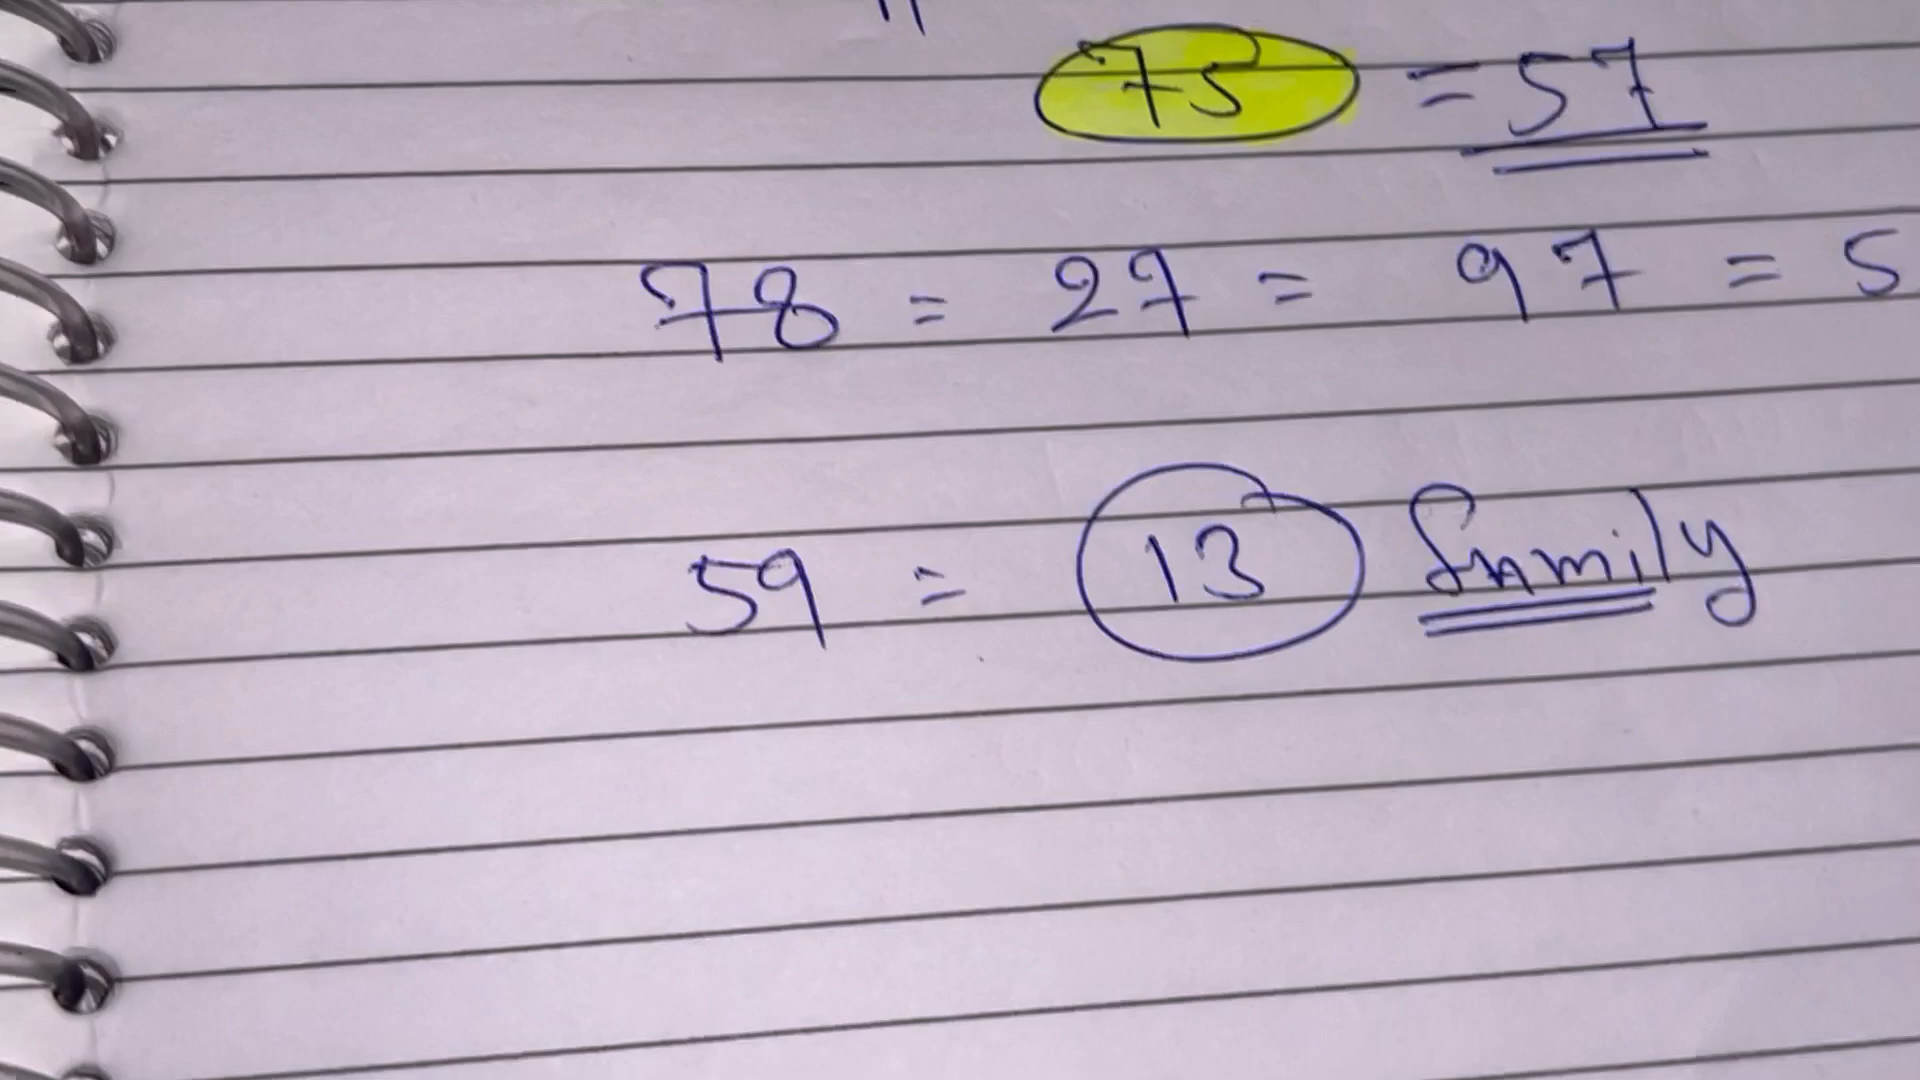 75 = 57
78 = 27 = 97 = 5
59 = 13 family